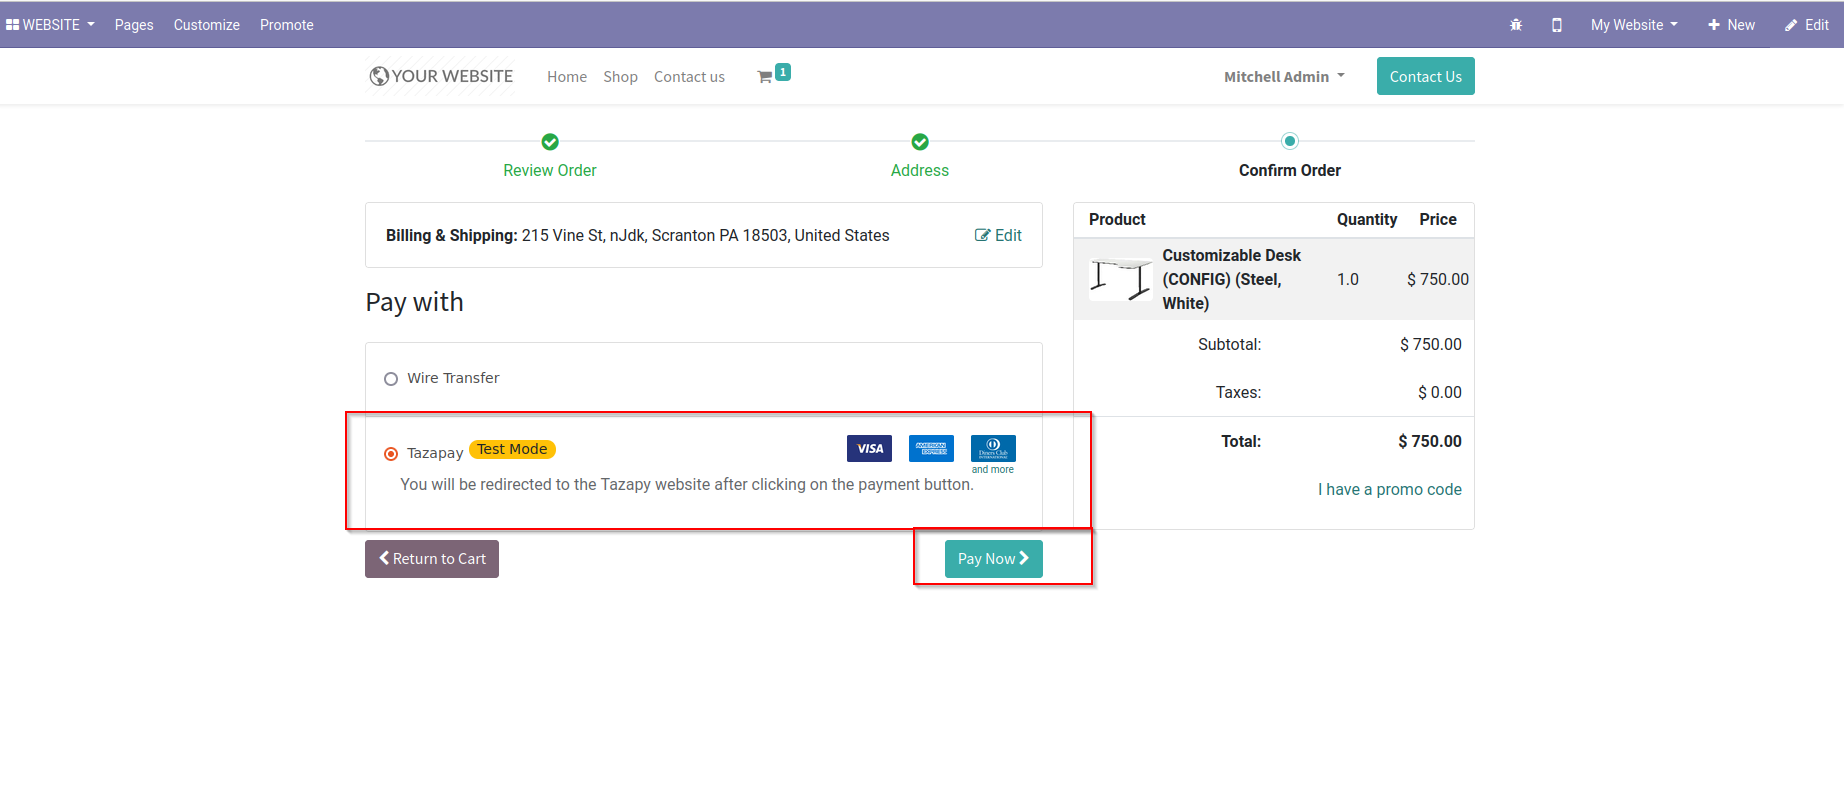 WEBSITE Pages Customize Promote My Website New Edit
YOUR WEBSITE Home Shop Contact us 1 Mitchell Admin Contact Us
Review Order Address Confirm Order
Billing & Shipping: 215 Vine St, nJdk, Scranton PA 18503, United States Edit
Pay with
Wire Transfer
Tazapay Test Mode VISA AMERICAN EXPRESS Diners Club INTERNATIONAL
and more
You will be redirected to the Tazapy website after clicking on the payment button.
Return to Cart Pay Now
Product Quantity Price
Customizable Desk
(CONFIG) (Steel, 1.0 $ 750.00
White)
Subtotal: $ 750.00
Taxes: $ 0.00
Total: $ 750.00
I have a promo code